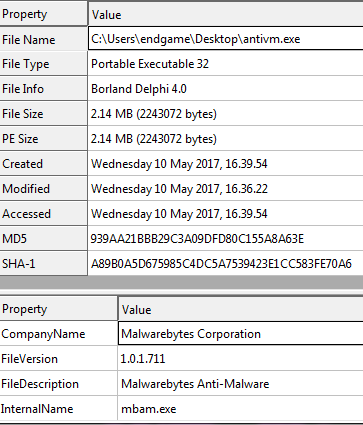 Property Value
File Name C:\Users\endgame\Desktop\antivm.exe
File Type Portable Executable 32
File Info Borland Delphi 4.0
File Size 2.14 MB (2243072 bytes)
PE Size 2.14 MB (2243072 bytes)
Created Wednesday 10 May 2017, 16.39.54
Modified Wednesday 10 May 2017, 16.36.22
Accessed Wednesday 10 May 2017, 16.39.54
MD5 939AA21BBB29C3A09DFD80C155A8A63E
SHA-1 A89B0A5D675985C4DC5A7539423E1CC583FE70A6
Property Value
CompanyName Malwarebytes Corporation
FileVersion 1.0.1.711
FileDescription Malwarebytes Anti-Malware
InternalName mbam.exe